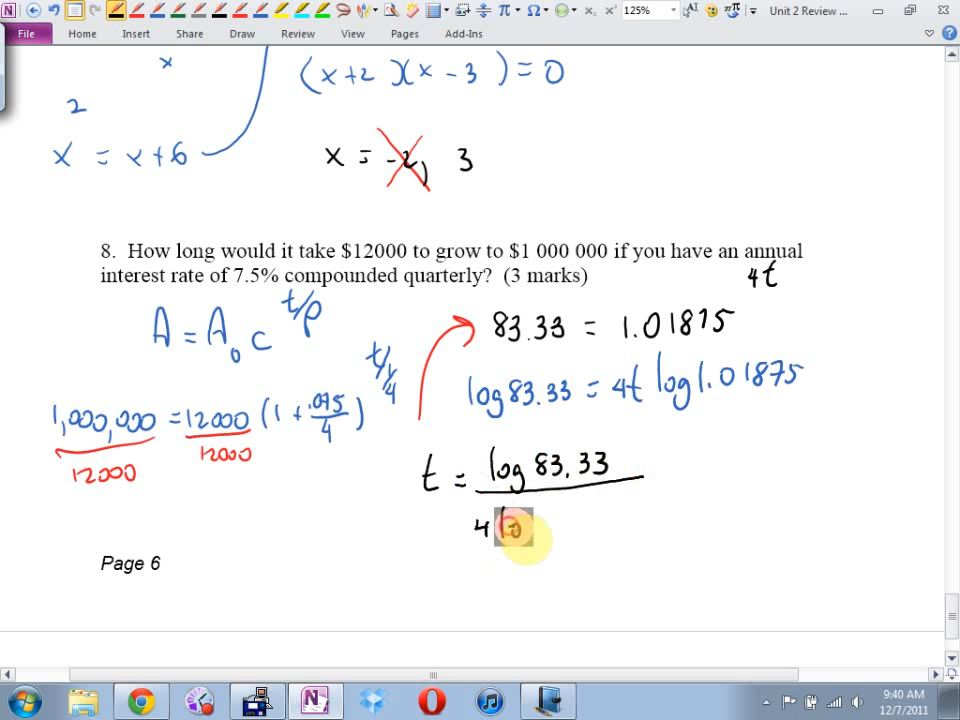 125%
Unit 2 Review ...
File Home Insert Share Draw Review View Pages Add-Ins
x
(x+2)(x-3)=0
2
x = x+6
x = -2, 3
8. How long would it take $12000 to grow to $1 000 000 if you have an annual
interest rate of 7.5% compounded quarterly? (3 marks)
A = A₀ c^(t/p)
83.33 = 1.01875^(4t)
log 83.33 = 4t log 1.01875
1,000,000 = 12000 (1 + .075/4)^(t/1/4)
12000 12000
t = log 83.33
4 lo
Page 6
9:40 AM
12/7/2011